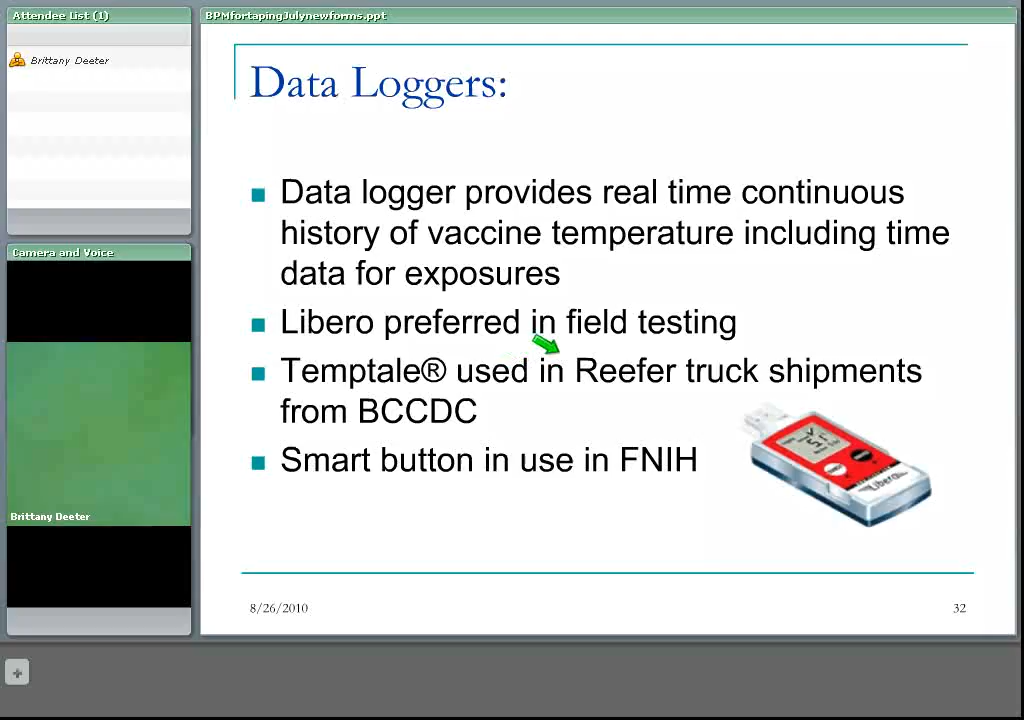 Attendee List (1)
Brittany Deeter
Camera and Voice
Brittany Deeter
BPMfortapingJulynewforms.ppt
Data Loggers:
Data logger provides real time continuous
history of vaccine temperature including time
data for exposures
Libero preferred in field testing
Temptale® used in Reefer truck shipments
from BCCDC
Smart button in use in FNIH
Libero
8/26/2010
32